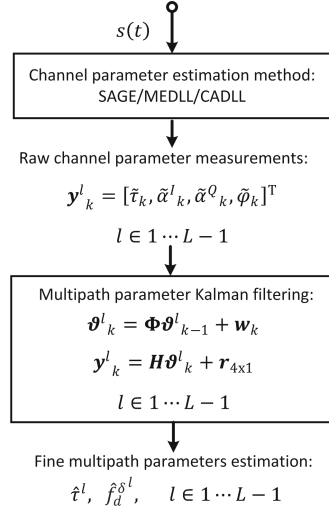 s(t)
Channel parameter estimation method:
SAGE/MEDLL/CADLL
Raw channel parameter measurements:
𝒚ˡₖ = [τ̃ₖ, α̃ᴵₖ, α̃^Qₖ, φ̃ₖ]ᵀ
l ∈ 1 ⋯ L − 1
Multipath parameter Kalman filtering:
𝝑ˡₖ = 𝚽𝝑ˡₖ₋₁ + 𝒘ₖ
𝒚ˡₖ = 𝑯𝝑ˡₖ + 𝒓₄ₓ₁
l ∈ 1 ⋯ L − 1
Fine multipath parameters estimation:
τ̂ˡ, f̂_d^δˡ, l ∈ 1 ⋯ L − 1